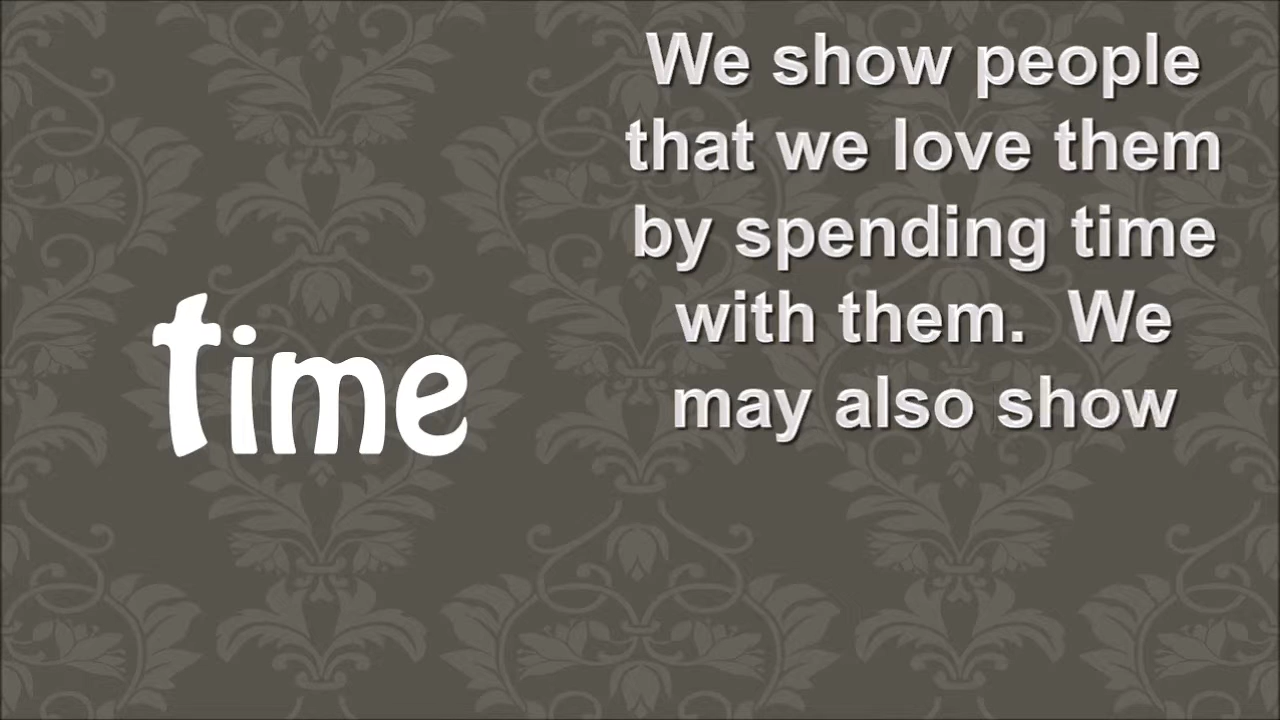 time
We show people
that we love them
by spending time
with them.  We
may also show